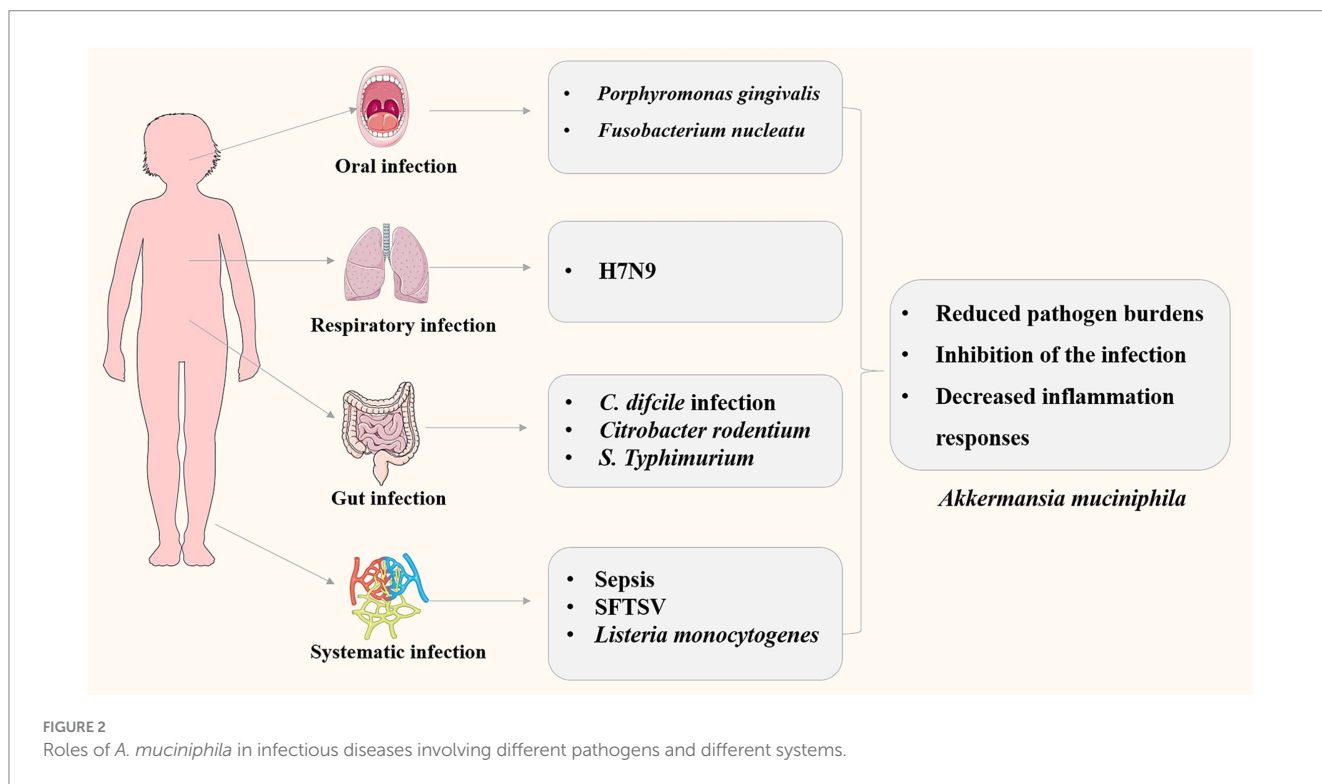 Oral infection
• Porphyromonas gingivalis
• Fusobacterium nucleatu
Respiratory infection
• H7N9
Gut infection
• C. difcile infection
• Citrobacter rodentium
• S. Typhimurium
Systematic infection
• Sepsis
• SFTSV
• Listeria monocytogenes
• Reduced pathogen burdens
• Inhibition of the infection
• Decreased inflammation
responses
Akkermansia muciniphila
FIGURE 2
Roles of A. muciniphila in infectious diseases involving different pathogens and different systems.